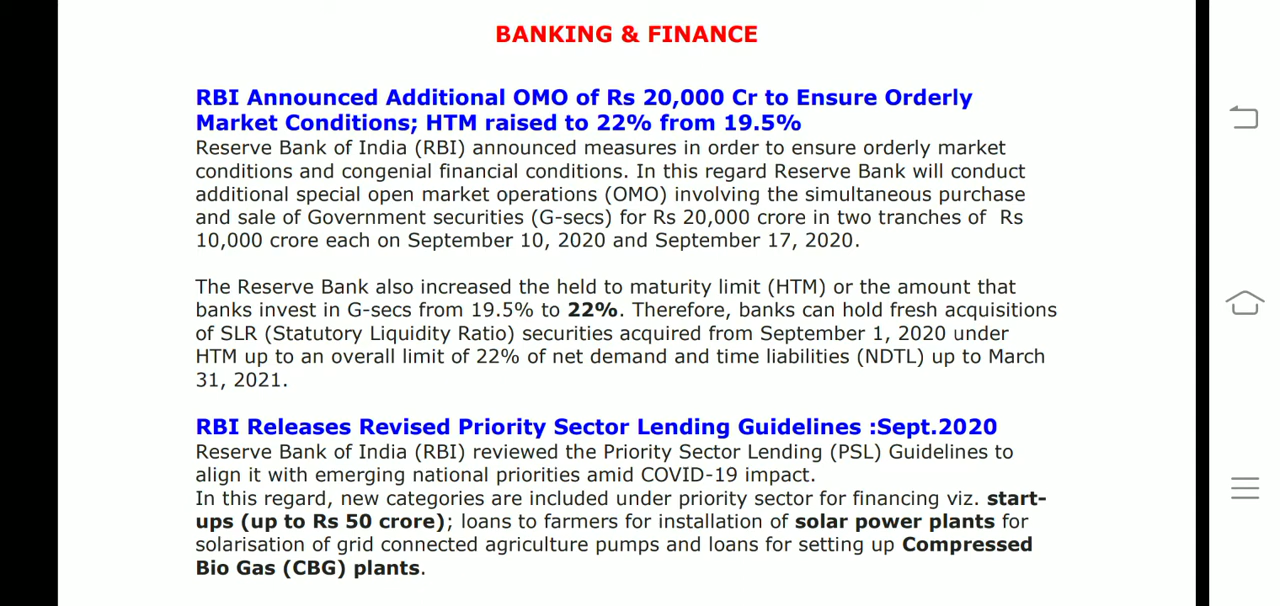 BANKING & FINANCE
RBI Announced Additional OMO of Rs 20,000 Cr to Ensure Orderly
Market Conditions; HTM raised to 22% from 19.5%
Reserve Bank of India (RBI) announced measures in order to ensure orderly market
conditions and congenial financial conditions. In this regard Reserve Bank will conduct
additional special open market operations (OMO) involving the simultaneous purchase
and sale of Government securities (G-secs) for Rs 20,000 crore in two tranches of Rs
10,000 crore each on September 10, 2020 and September 17, 2020.
The Reserve Bank also increased the held to maturity limit (HTM) or the amount that
banks invest in G-secs from 19.5% to 22%. Therefore, banks can hold fresh acquisitions
of SLR (Statutory Liquidity Ratio) securities acquired from September 1, 2020 under
HTM up to an overall limit of 22% of net demand and time liabilities (NDTL) up to March
31, 2021.
RBI Releases Revised Priority Sector Lending Guidelines :Sept.2020
Reserve Bank of India (RBI) reviewed the Priority Sector Lending (PSL) Guidelines to
align it with emerging national priorities amid COVID-19 impact.
In this regard, new categories are included under priority sector for financing viz. start-
ups (up to Rs 50 crore); loans to farmers for installation of solar power plants for
solarisation of grid connected agriculture pumps and loans for setting up Compressed
Bio Gas (CBG) plants.